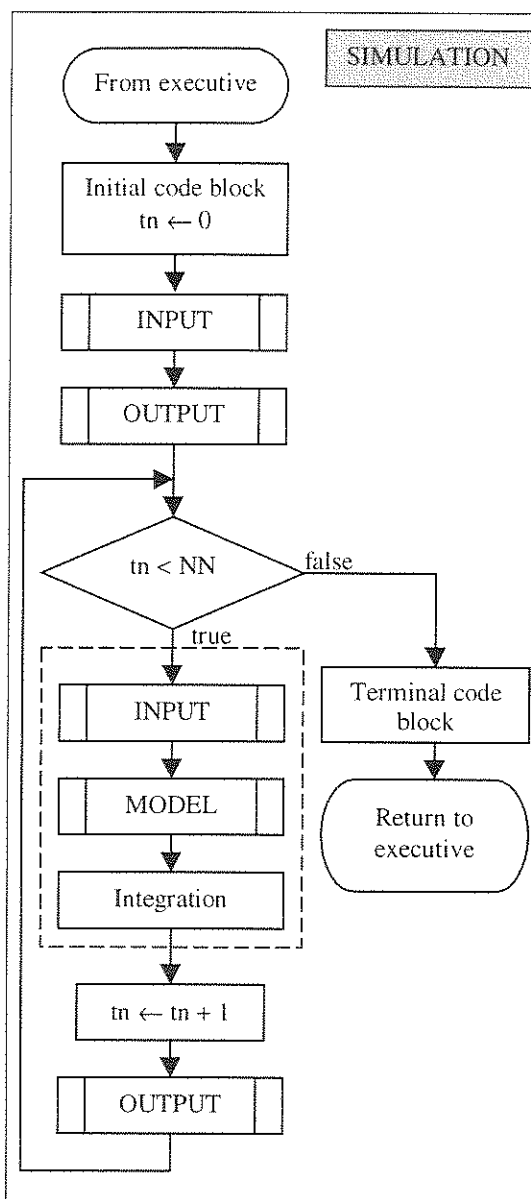 SIMULATION
From executive
Initial code block
tn ← 0
INPUT
OUTPUT
tn < NN
false
true
INPUT
MODEL
Integration
tn ← tn + 1
OUTPUT
Terminal code
block
Return to
executive